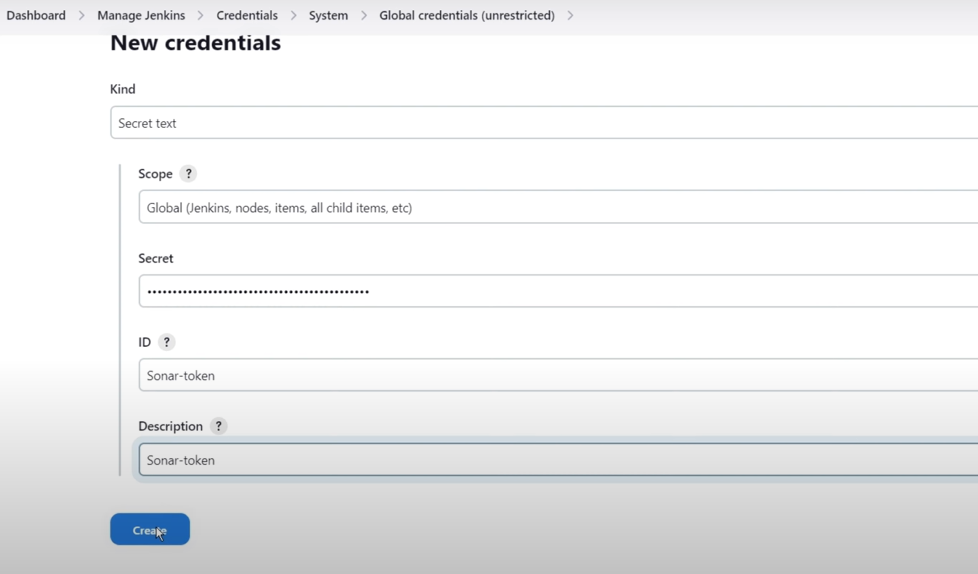 Dashboard > Manage Jenkins > Credentials > System > Global credentials (unrestricted) >
New credentials
Kind
Secret text
Scope ?
Global (Jenkins, nodes, items, all child items, etc)
Secret
••••••••••••••••••••••••••••••••••••••••••••
ID ?
Sonar-token
Description ?
Sonar-token
Create